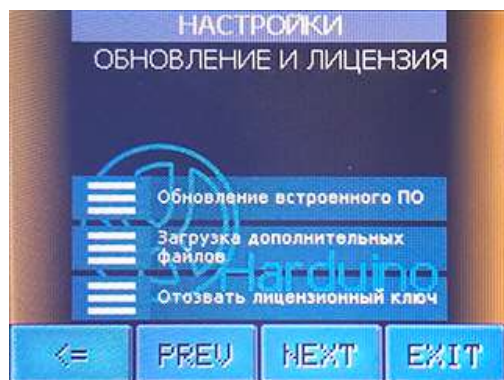 НАСТРОЙКИ
ОБНОВЛЕНИЕ И ЛИЦЕНЗИЯ
Обновление встроенного ПО
Загрузка дополнительных
файлов
Harduino
Отозвать лицензионный ключ
<= PREV NEXT EXIT